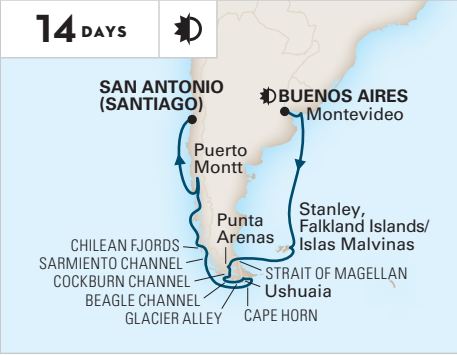 14 DAYS
SAN ANTONIO
(SANTIAGO)
BUENOS AIRES
Montevideo
Puerto
Montt
Punta
Arenas
Stanley,
Falkland Islands/
Islas Malvinas
CHILEAN FJORDS
SARMIENTO CHANNEL
COCKBURN CHANNEL
BEAGLE CHANNEL
GLACIER ALLEY
STRAIT OF MAGELLAN
Ushuaia
CAPE HORN